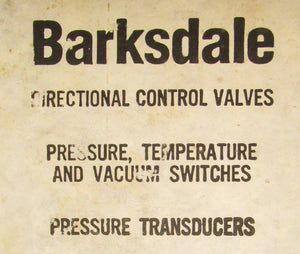 Barksdale
DIRECTIONAL CONTROL VALVES
PRESSURE, TEMPERATURE
AND VACUUM SWITCHES
PRESSURE TRANSDUCERS